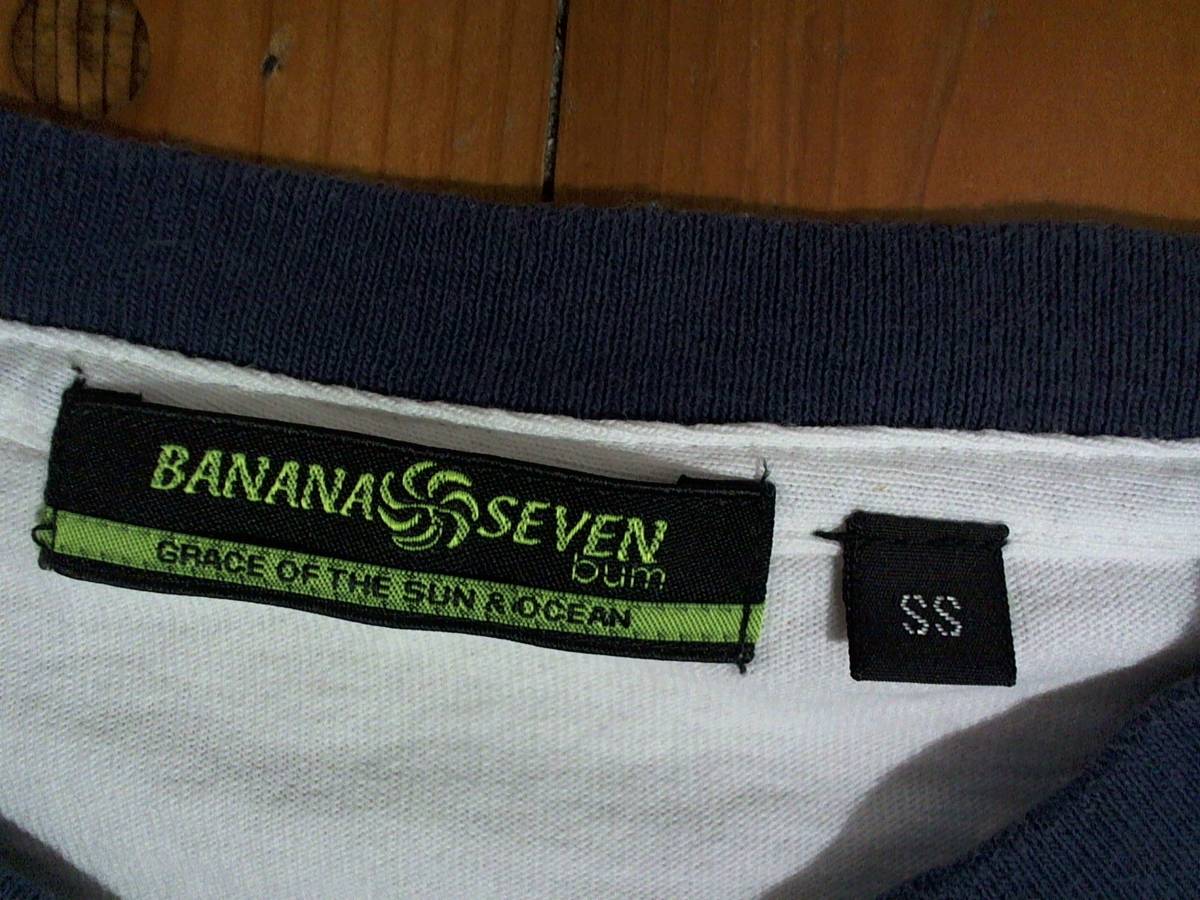 BANANA SEVEN
bum
GRACE OF THE SUN & OCEAN
SS